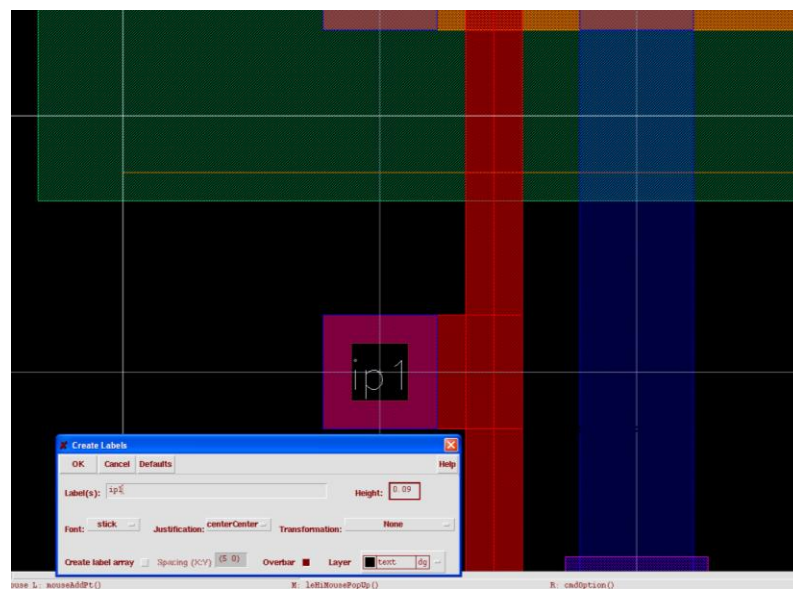 ip1
Create Labels
OK Cancel Defaults Help
Label(s): ip1 Height: 0.09
Font: stick Justification: centerCenter Transformation: None
Create label array Spacing (X:Y) (5 0) Overbar Layer text dg
ouse L: mouseAddPt() M: leHiMousePopUp() R: cmdOption()